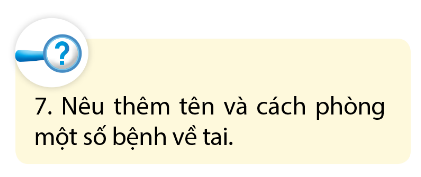 ?
7. Nêu thêm tên và cách phòng
một số bệnh về tai.